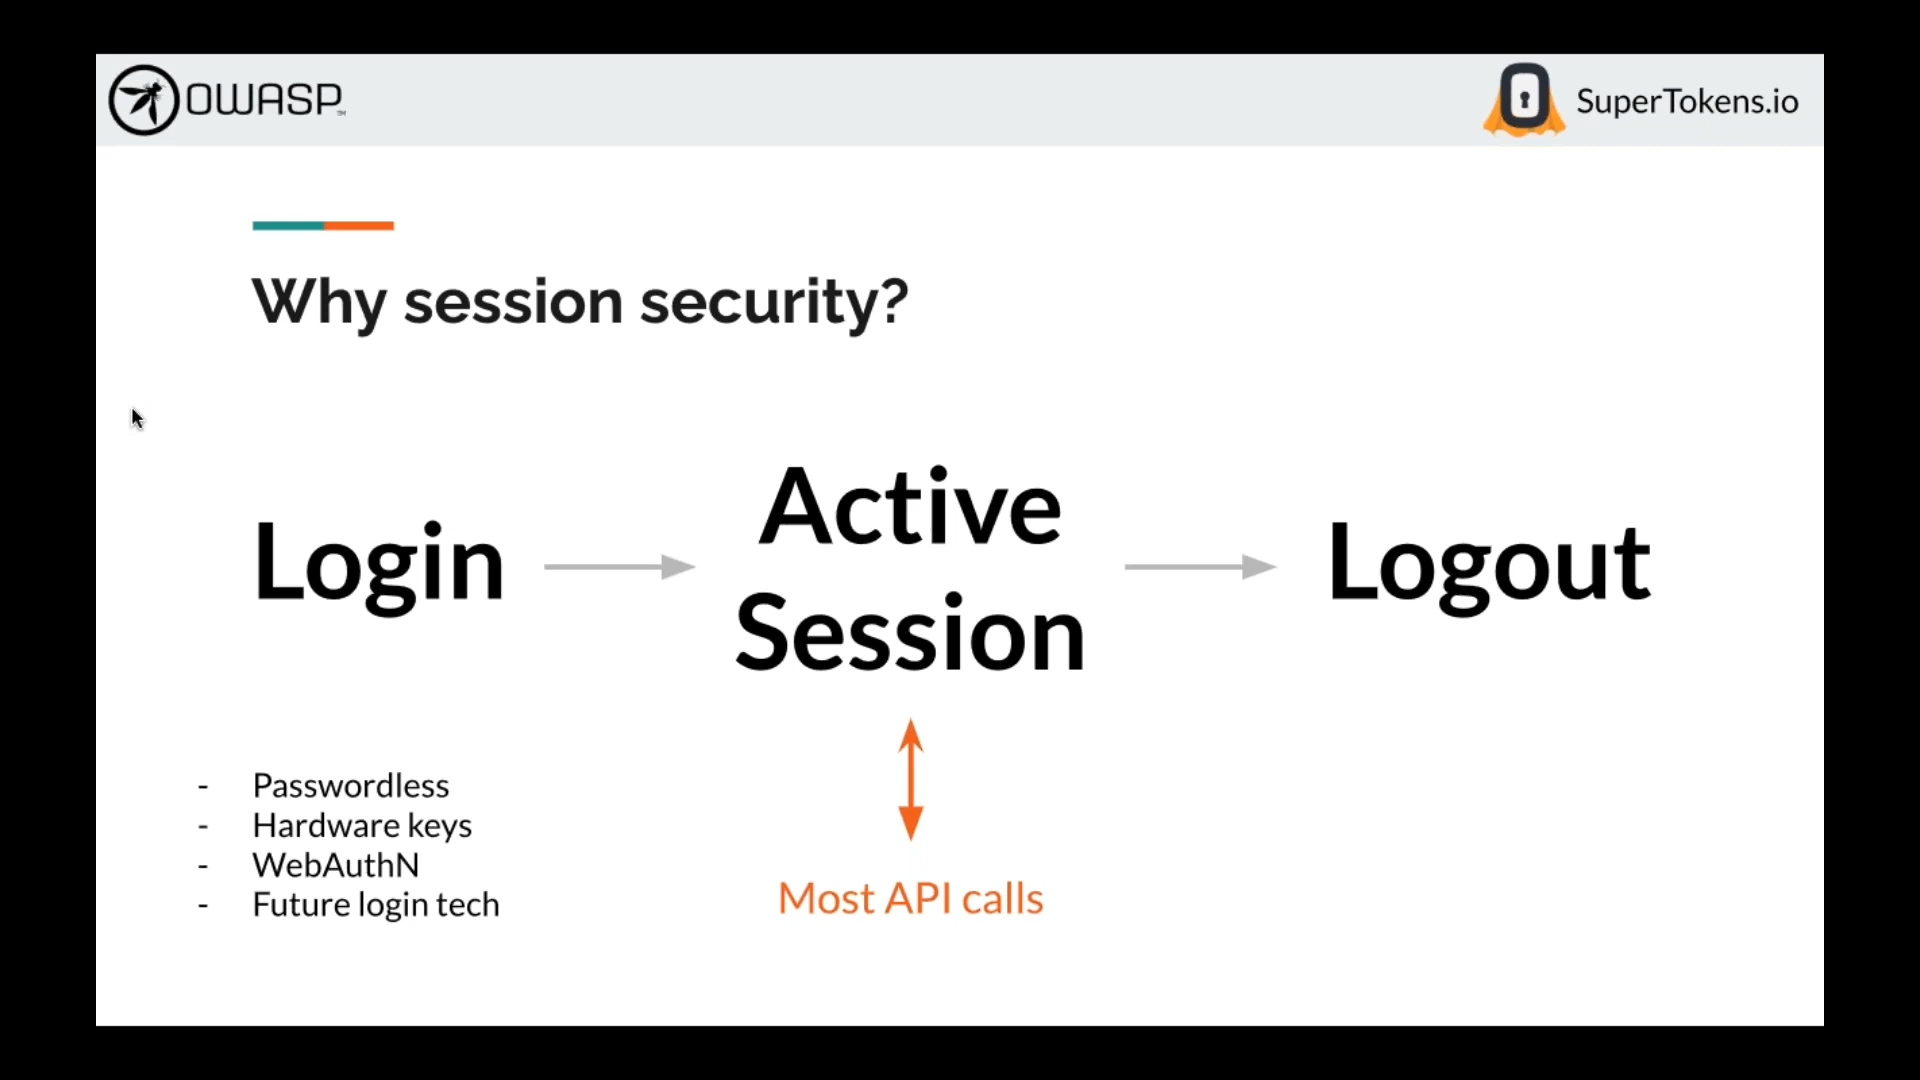 OWASP™
SuperTokens.io
Why session security?
Login
Active
Session
Logout
- Passwordless
- Hardware keys
- WebAuthN
- Future login tech
Most API calls